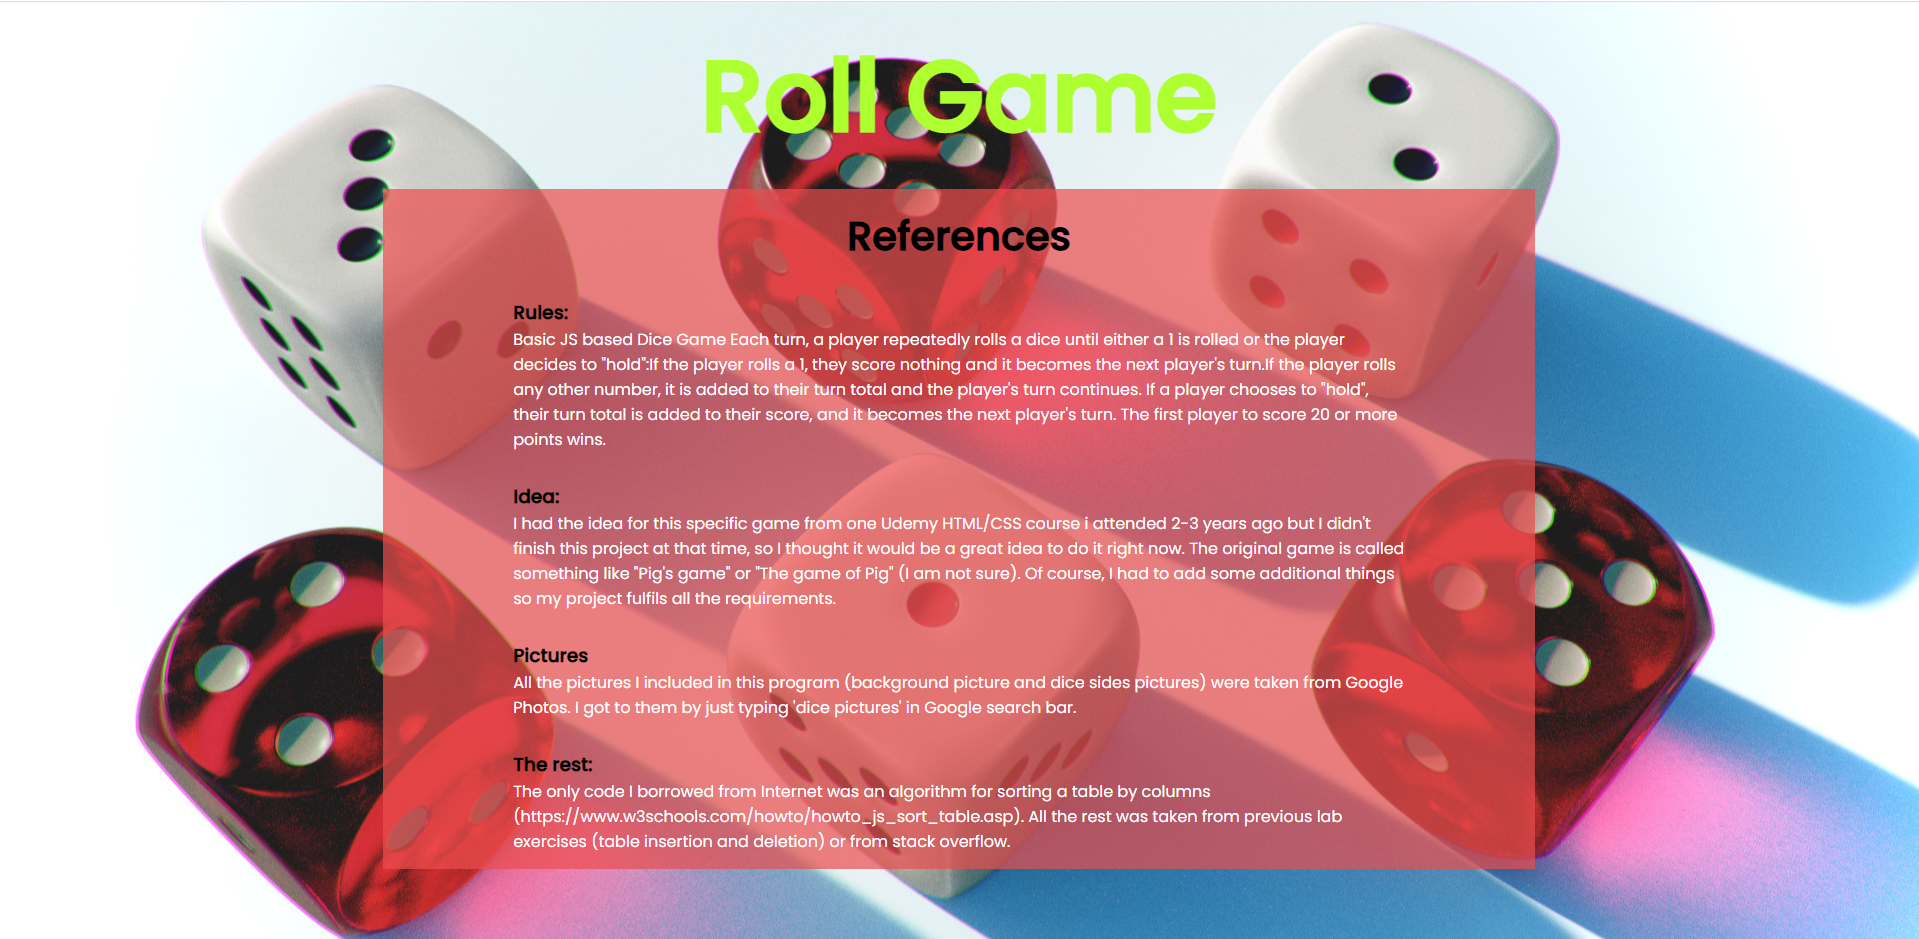 Roll Game
References
Rules:
Basic JS based Dice Game Each turn, a player repeatedly rolls a dice until either a 1 is rolled or the player
decides to "hold":If the player rolls a 1, they score nothing and it becomes the next player's turn.If the player rolls
any other number, it is added to their turn total and the player's turn continues. If a player chooses to "hold",
their turn total is added to their score, and it becomes the next player's turn. The first player to score 20 or more
points wins.
Idea:
I had the idea for this specific game from one Udemy HTML/CSS course i attended 2-3 years ago but I didn't
finish this project at that time, so I thought it would be a great idea to do it right now. The original game is called
something like "Pig's game" or "The game of Pig" (I am not sure). Of course, I had to add some additional things
so my project fulfils all the requirements.
Pictures
All the pictures I included in this program (background picture and dice sides pictures) were taken from Google
Photos. I got to them by just typing 'dice pictures' in Google search bar.
The rest:
The only code I borrowed from Internet was an algorithm for sorting a table by columns
(https://www.w3schools.com/howto/howto_js_sort_table.asp). All the rest was taken from previous lab
exercises (table insertion and deletion) or from stack overflow.